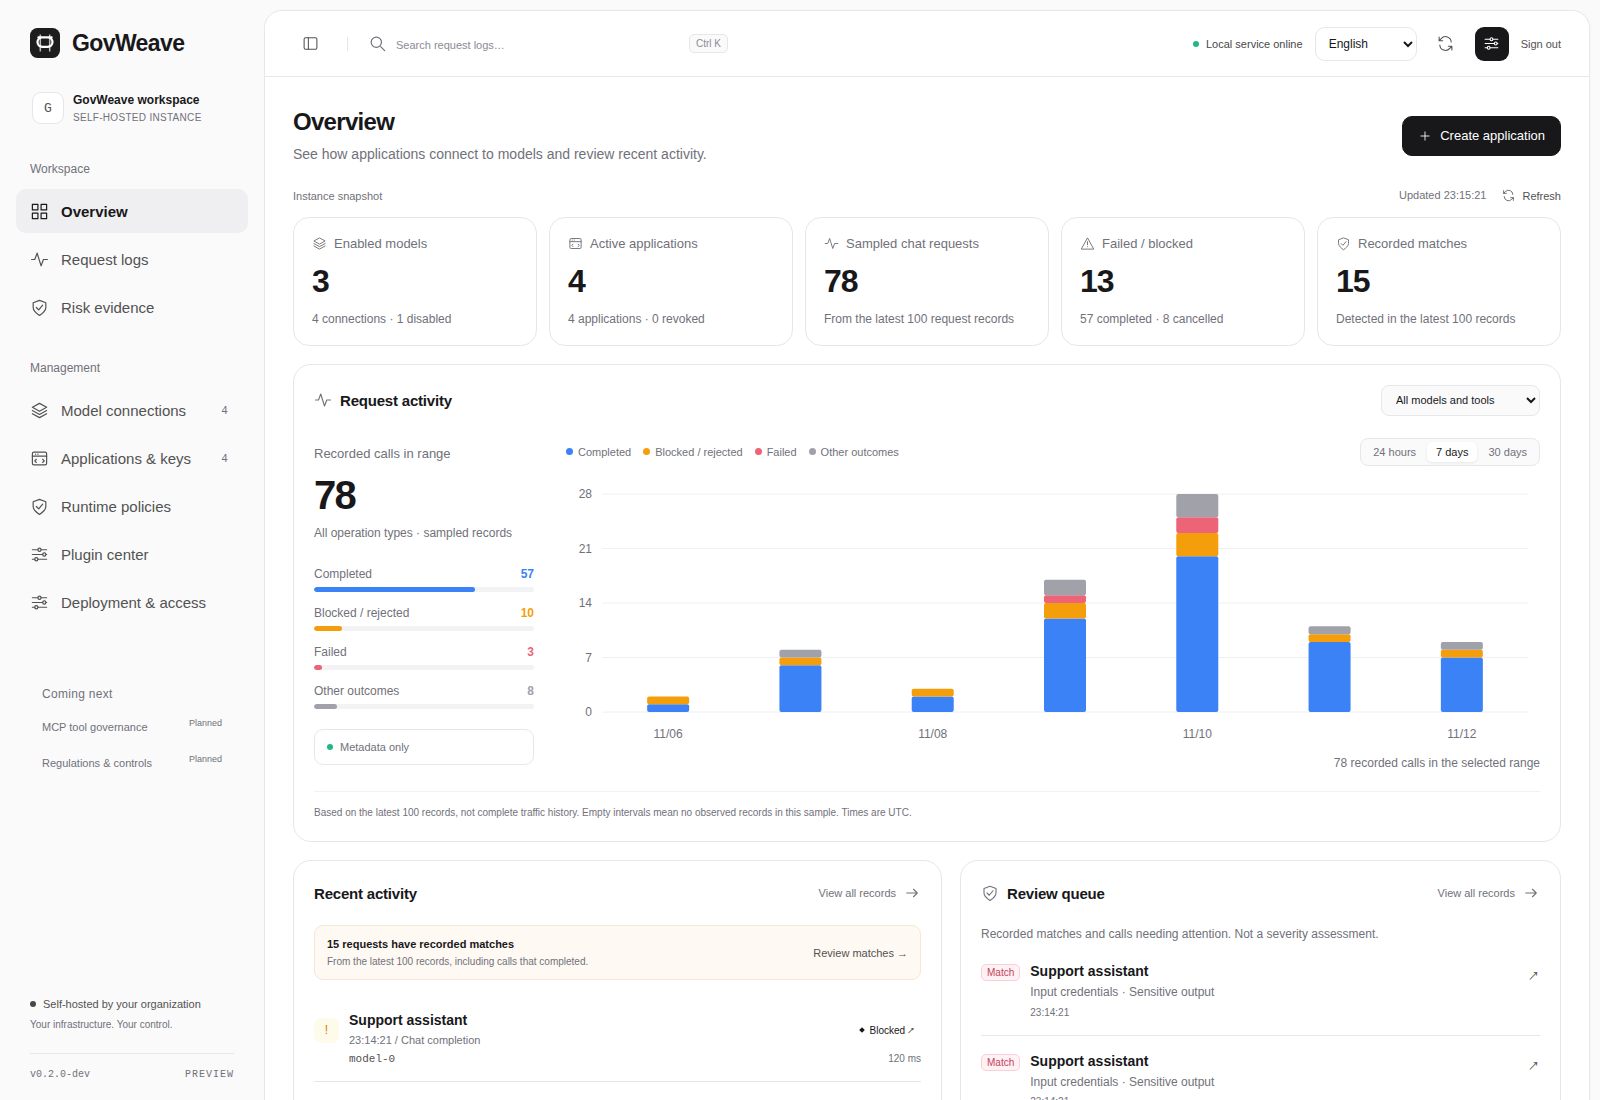 GovWeave
G
GovWeave workspace
SELF-HOSTED INSTANCE
Workspace
Overview
Request logs
Risk evidence
Management
Model connections 4
Applications & keys 4
Runtime policies
Plugin center
Deployment & access
Coming next
MCP tool governance Planned
Regulations & controls Planned
Self-hosted by your organization
Your infrastructure. Your control.
v0.2.0-dev PREVIEW
Search request logs… Ctrl K
Local service online English Sign out
Overview
See how applications connect to models and review recent activity.
Create application
Instance snapshot
Updated 23:15:21 Refresh
Enabled models
3
4 connections · 1 disabled
Active applications
4
4 applications · 0 revoked
Sampled chat requests
78
From the latest 100 request records
Failed / blocked
13
57 completed · 8 cancelled
Recorded matches
15
Detected in the latest 100 records
Request activity
All models and tools
Recorded calls in range
78
All operation types · sampled records
Completed 57
Blocked / rejected 10
Failed 3
Other outcomes 8
Metadata only
Completed Blocked / rejected Failed Other outcomes
24 hours 7 days 30 days
28
21
14
7
0
11/06 11/08 11/10 11/12
78 recorded calls in the selected range
Based on the latest 100 records, not complete traffic history. Empty intervals mean no observed records in this sample. Times are UTC.
Recent activity
View all records →
15 requests have recorded matches
From the latest 100 records, including calls that completed.
Review matches →
!
Support assistant
23:14:21 / Chat completion
model-0
◆ Blocked ↗
120 ms
Review queue
View all records →
Recorded matches and calls needing attention. Not a severity assessment.
Match Support assistant ↗
Input credentials · Sensitive output
23:14:21
Match Support assistant ↗
Input credentials · Sensitive output
23:14:21